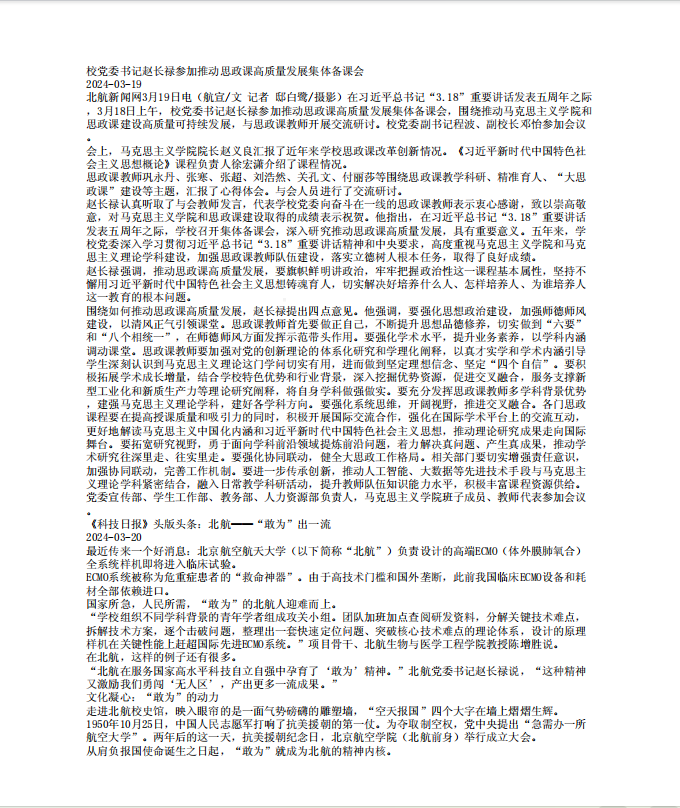 校党委书记赵长禄参加推动思政课高质量发展集体备课会
2024-03-19
北航新闻网3月19日电（航宣/文 记者 邸白鹭/摄影）在习近平总书记“3.18”重要讲话发表五周年之际
，3月18日上午，校党委书记赵长禄参加推动思政课高质量发展集体备课会，围绕推动马克思主义学院和
思政课建设高质量可持续发展，与思政课教师开展交流研讨。校党委副书记程波、副校长邓怡参加会议
。
会上，马克思主义学院院长赵义良汇报了近年来学校思政课改革创新情况。《习近平新时代中国特色社
会主义思想概论》课程负责人徐宏潇介绍了课程情况。
思政课教师巩永丹、张寒、张超、刘浩然、关孔文、付丽莎等围绕思政课教学科研、精准育人、“大思
政课”建设等主题，汇报了心得体会。与会人员进行了交流研讨。
赵长禄认真听取了与会教师发言，代表学校党委向奋斗在一线的思政课教师表示衷心感谢，致以崇高敬
意，对马克思主义学院和思政课建设取得的成绩表示祝贺。他指出，在习近平总书记“3.18”重要讲话
发表五周年之际，学校召开集体备课会，深入研究推动思政课高质量发展，具有重要意义。五年来，学
校党委深入学习贯彻习近平总书记“3.18”重要讲话精神和中央要求，高度重视马克思主义学院和马克
思主义理论学科建设，加强思政课教师队伍建设，落实立德树人根本任务，取得了良好成绩。
赵长禄强调，推动思政课高质量发展，要旗帜鲜明讲政治，牢牢把握政治性这一课程基本属性，坚持不
懈用习近平新时代中国特色社会主义思想铸魂育人，切实解决好培养什么人、怎样培养人、为谁培养人
这一教育的根本问题。
围绕如何推动思政课高质量发展，赵长禄提出四点意见。他强调，要强化思想政治建设，加强师德师风
建设，以清风正气引领课堂。思政课教师首先要做正自己，不断提升思想品德修养，切实做到“六要”
和“八个相统一”，在师德师风方面发挥示范带头作用。要强化学术水平，提升业务素养，以学科内涵
调动课堂。思政课教师要加强对党的创新理论的体系化研究和学理化阐释，以真才实学和学术内涵引导
学生深刻认识到马克思主义理论这门学问切实有用，进而做到坚定理想信念、坚定“四个自信”。要积
极拓展学术成长增量，结合学校特色优势和行业背景，深入挖掘优势资源，促进交叉融合，服务支撑新
型工业化和新质生产力等理论研究阐释，将自身学科做强做实。要充分发挥思政课教师多学科背景优势
，建强马克思主义理论学科，建好各学科方向。要强化系统思维，开阔视野，推进交叉融合。各门思政
课程要在提高授课质量和吸引力的同时，积极开展国际交流合作，强化在国际学术平台上的交流互动，
更好地解读马克思主义中国化内涵和习近平新时代中国特色社会主义思想，推动理论研究成果走向国际
舞台。要拓宽研究视野，勇于面向学科前沿领域提炼前沿问题，着力解决真问题、产生真成果，推动学
术研究往深里走、往实里走。要强化协同联动，健全大思政工作格局。相关部门要切实增强责任意识，
加强协同联动，完善工作机制。要进一步传承创新，推动人工智能、大数据等先进技术手段与马克思主
义理论学科紧密结合，融入日常教学科研活动，提升教师队伍知识能力水平，积极丰富课程资源供给。
党委宣传部、学生工作部、教务部、人力资源部负责人，马克思主义学院班子成员、教师代表参加会议
。
《科技日报》头版头条：北航——“敢为”出一流
2024-03-20
最近传来一个好消息：北京航空航天大学（以下简称“北航”）负责设计的高端ECMO（体外膜肺氧合）
全系统样机即将进入临床试验。
ECMO系统被称为危重症患者的“救命神器”。由于高技术门槛和国外垄断，此前我国临床ECMO设备和耗
材全部依赖进口。
国家所急，人民所需，“敢为”的北航人迎难而上。
“学校组织不同学科背景的青年学者组成攻关小组。团队加班加点查阅研发资料，分解关键技术难点，
拆解技术方案，逐个击破问题，整理出一套快速定位问题、突破核心技术难点的理论体系，设计的原理
样机在关键性能上赶超国际先进ECMO系统。”项目骨干、北航生物与医学工程学院教授陈增胜说。
在北航，这样的例子还有很多。
“北航在服务国家高水平科技自立自强中孕育了‘敢为’精神。”北航党委书记赵长禄说，“这种精神
又激励我们勇闯‘无人区’，产出更多一流成果。”
文化凝心：“敢为”的动力
走进北航校史馆，映入眼帘的是一面气势磅礴的雕塑墙，“空天报国”四个大字在墙上熠熠生辉。
1950年10月25日，中国人民志愿军打响了抗美援朝的第一仗。为夺取制空权，党中央提出“急需办一所
航空大学”。两年后的这一天，抗美援朝纪念日，北京航空学院（北航前身）举行成立大会。
从肩负报国使命诞生之日起，“敢为”就成为北航的精神内核。